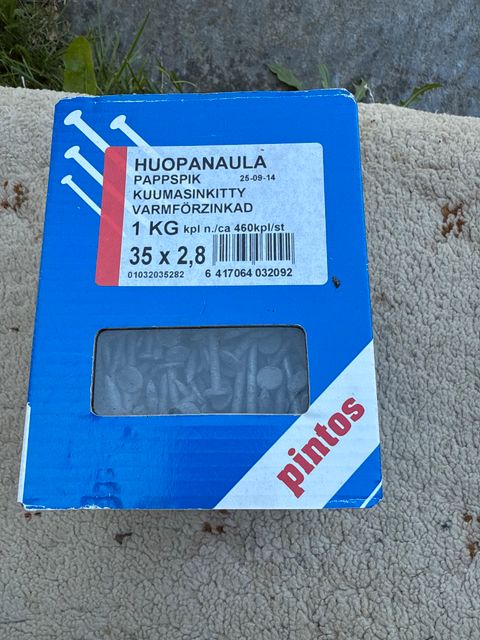 HUOPANAULA
PAPPSPIK 25-09-14
KUUMASINKITTY
VARMFÖRZINKAD
1 KG kpl n./ca 460kpl/st
35 x 2,8
01032035282 6 417064 032092
pintos